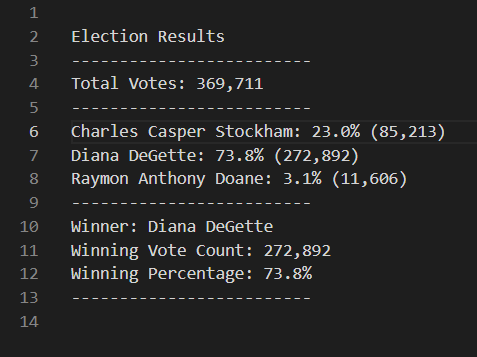 1
2 Election Results
3 -------------------------
4 Total Votes: 369,711
5 -------------------------
6 Charles Casper Stockham: 23.0% (85,213)
7 Diana DeGette: 73.8% (272,892)
8 Raymon Anthony Doane: 3.1% (11,606)
9 -------------------------
10 Winner: Diana DeGette
11 Winning Vote Count: 272,892
12 Winning Percentage: 73.8%
13 -------------------------
14